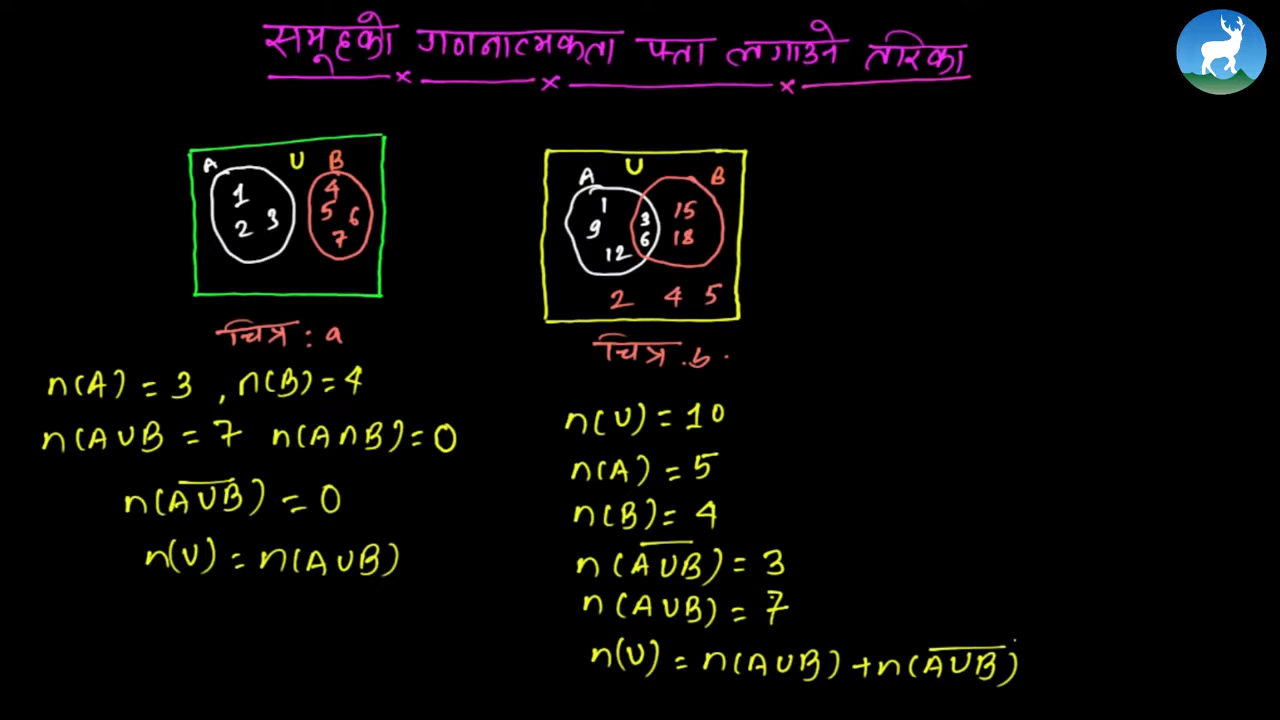 समूहको गणनात्मकता पत्ता लगाउने तरिका
A U B
1 4
2 3 5 6
7
चित्र : a
n(A) = 3 , n(B) = 4
n(A∪B = 7 n(A∩B) = 0
n(A̅∪̅B̅) = 0
n(U) = n(A∪B)
A U B
1 3 15
9 6 18
12
2 4 5
चित्र .b.
n(U) = 10
n(A) = 5
n(B) = 4
n(A̅∪̅B̅) = 3
n(A∪B) = 7
n(U) = n(A∪B) + n(A̅∪̅B̅)